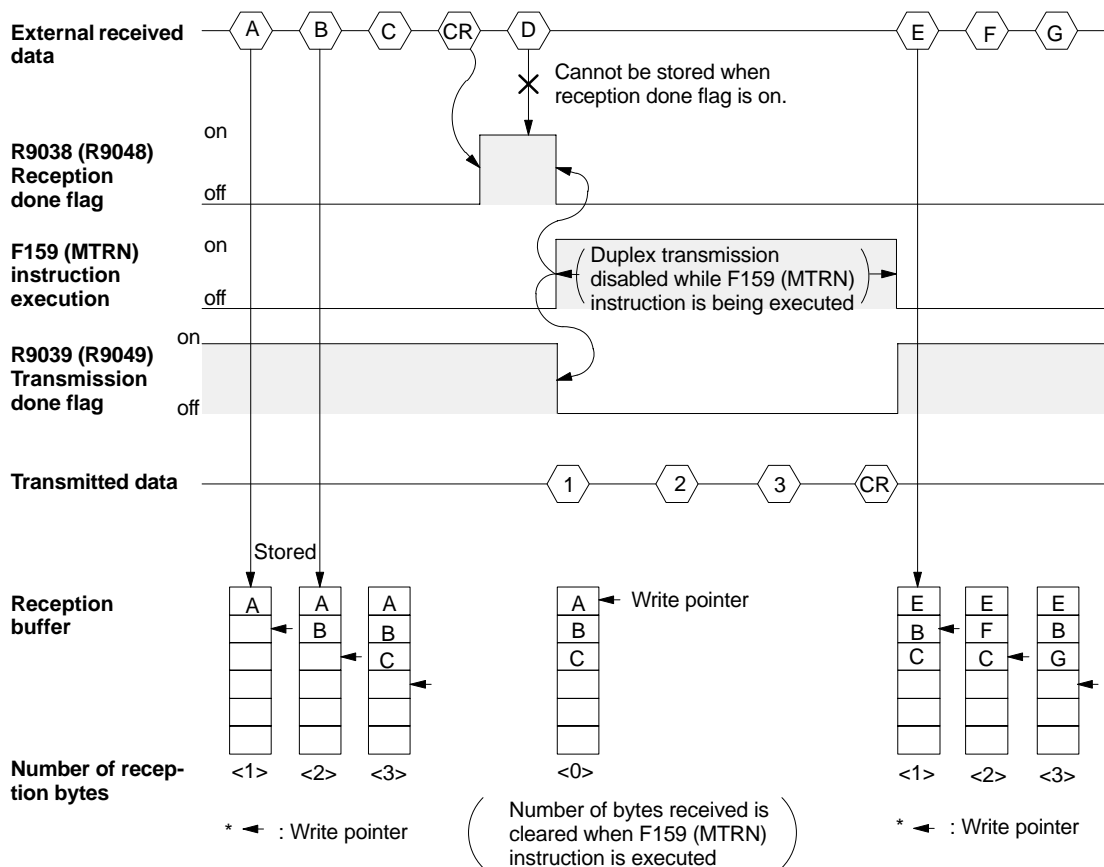 External received
data
A B C CR D E F G
Cannot be stored when
reception done flag is on.
R9038 (R9048)
Reception
done flag
on
off
F159 (MTRN)
instruction
execution
on
off
Duplex transmission
disabled while F159 (MTRN)
instruction is being executed
R9039 (R9049)
Transmission
done flag
on
off
Transmitted data
1 2 3 CR
Stored
Reception
buffer
A A A A E E E
Write pointer
B B B B F B
C C C C G
Number of recep-
tion bytes
<1> <2> <3> <0> <1> <2> <3>
* : Write pointer
Number of bytes received is
cleared when F159 (MTRN)
instruction is executed
* : Write pointer